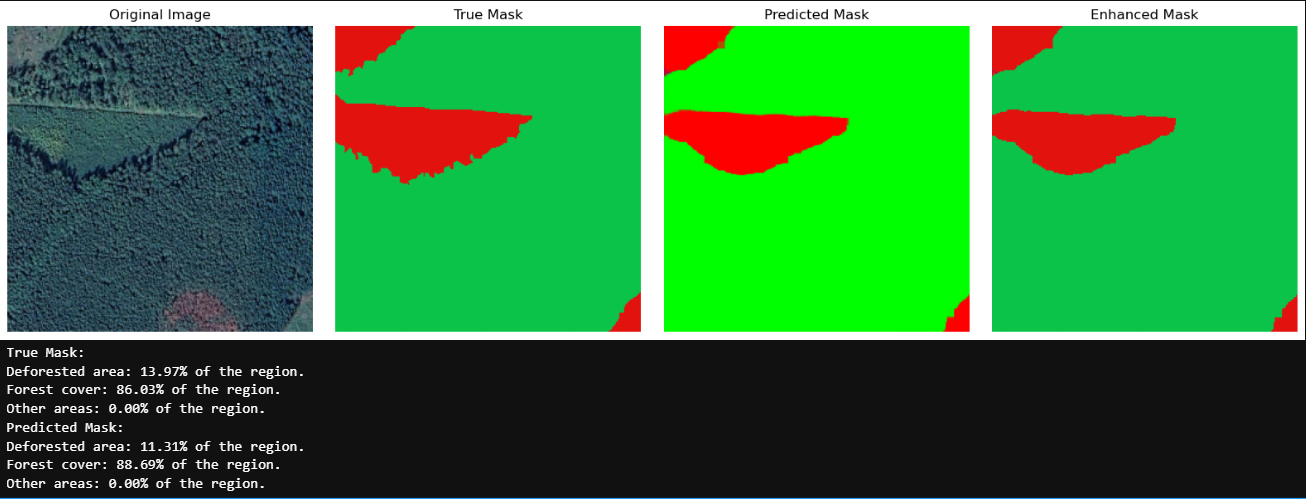 Original Image
True Mask
Predicted Mask
Enhanced Mask
True Mask:
Deforested area: 13.97% of the region.
Forest cover: 86.03% of the region.
Other areas: 0.00% of the region.
Predicted Mask:
Deforested area: 11.31% of the region.
Forest cover: 88.69% of the region.
Other areas: 0.00% of the region.